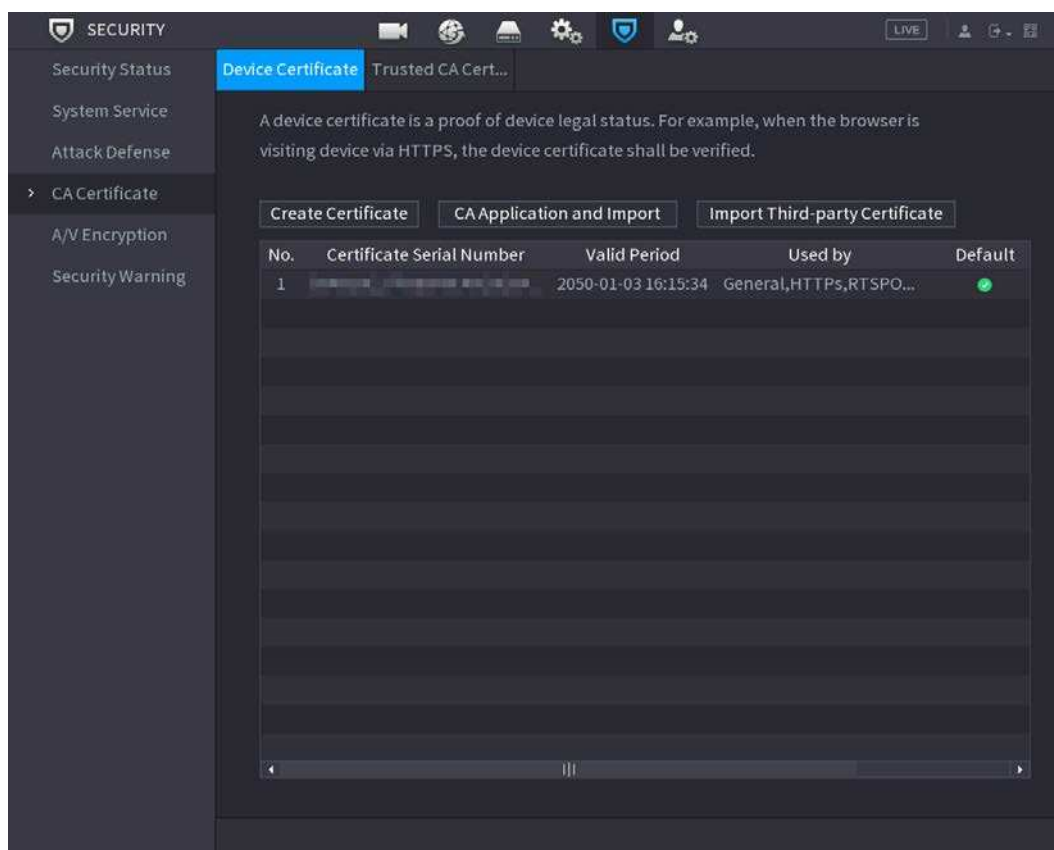 SECURITY
LIVE
Security Status
System Service
Attack Defense
CA Certificate
A/V Encryption
Security Warning
Device Certificate Trusted CA Cert...
A device certificate is a proof of device legal status. For example, when the browser is
visiting device via HTTPS, the device certificate shall be verified.
Create Certificate CA Application and Import Import Third-party Certificate
No. Certificate Serial Number Valid Period Used by Default
1 2050-01-03 16:15:34 General,HTTPs,RTSPO...